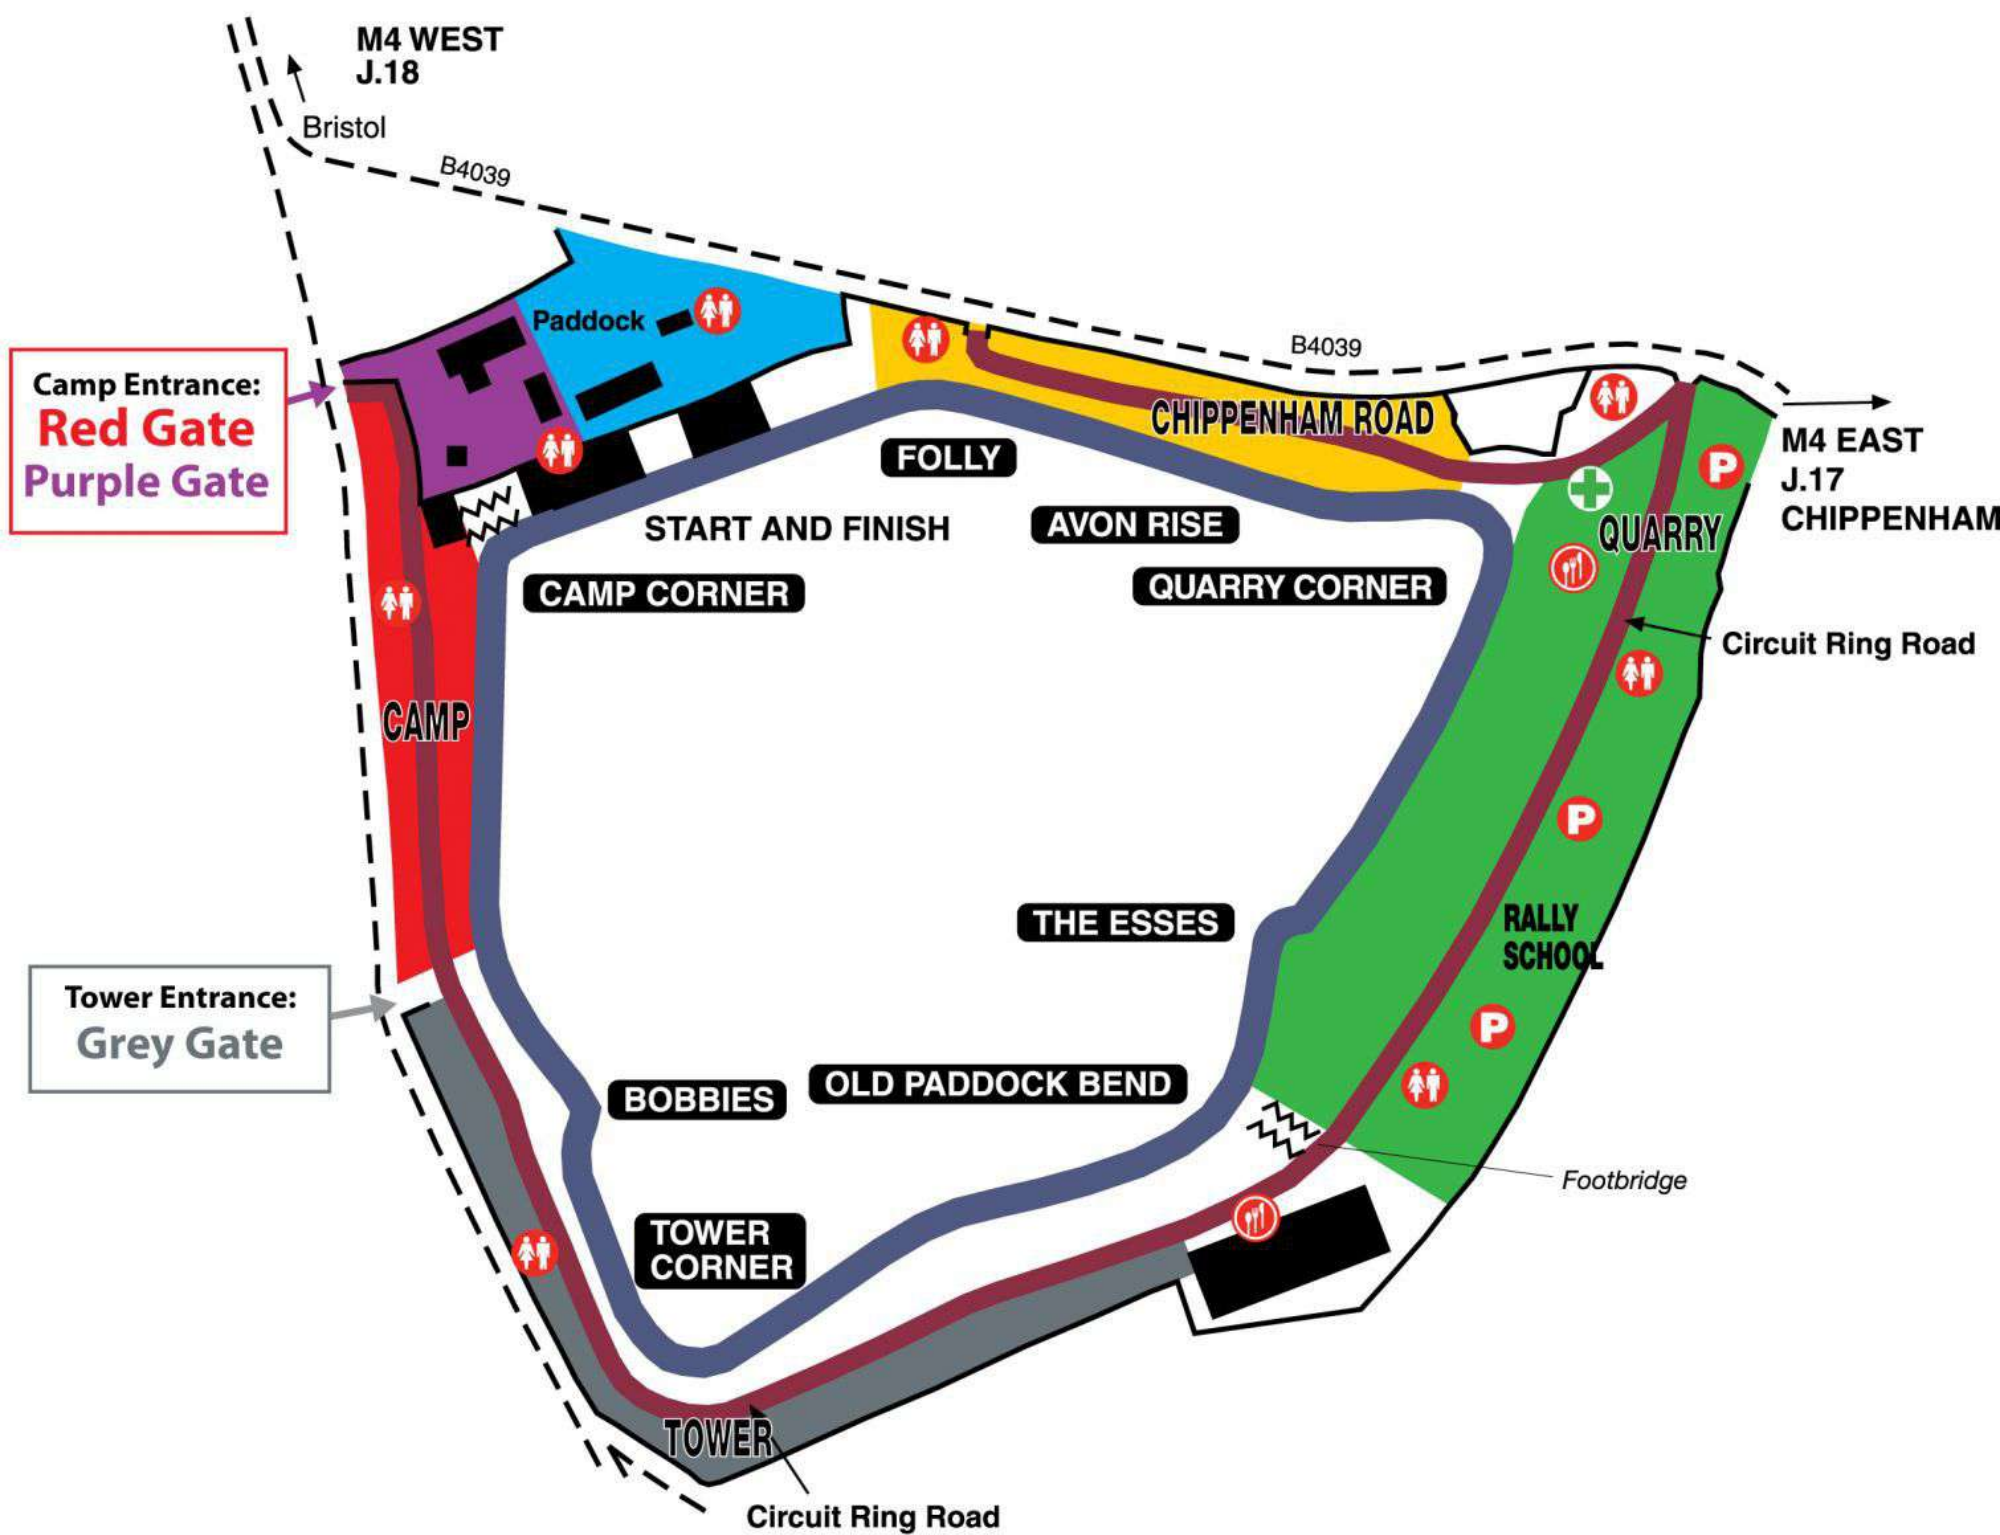 M4 WEST
J.18
Bristol
B4039
Paddock
B4039
Camp Entrance:
Red Gate
Purple Gate
CHIPPENHAM ROAD
M4 EAST
J.17
CHIPPENHAM
FOLLY
P
START AND FINISH
AVON RISE
QUARRY
CAMP CORNER
QUARRY CORNER
Circuit Ring Road
CAMP
P
THE ESSES
RALLY
SCHOOL
Tower Entrance:
Grey Gate
P
BOBBIES
OLD PADDOCK BEND
Footbridge
TOWER
CORNER
TOWER
Circuit Ring Road